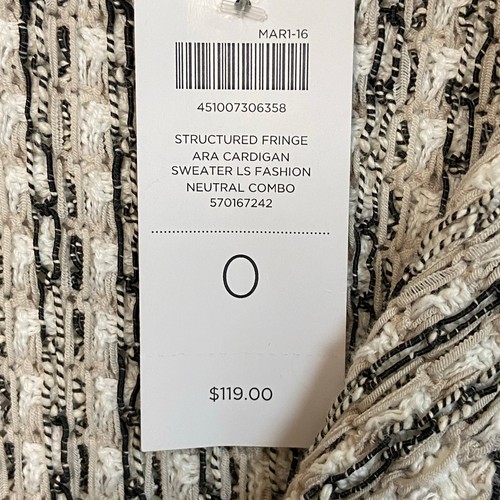 MAR1-16
451007306358
STRUCTURED FRINGE
ARA CARDIGAN
SWEATER LS FASHION
NEUTRAL COMBO
570167242
0
$119.00